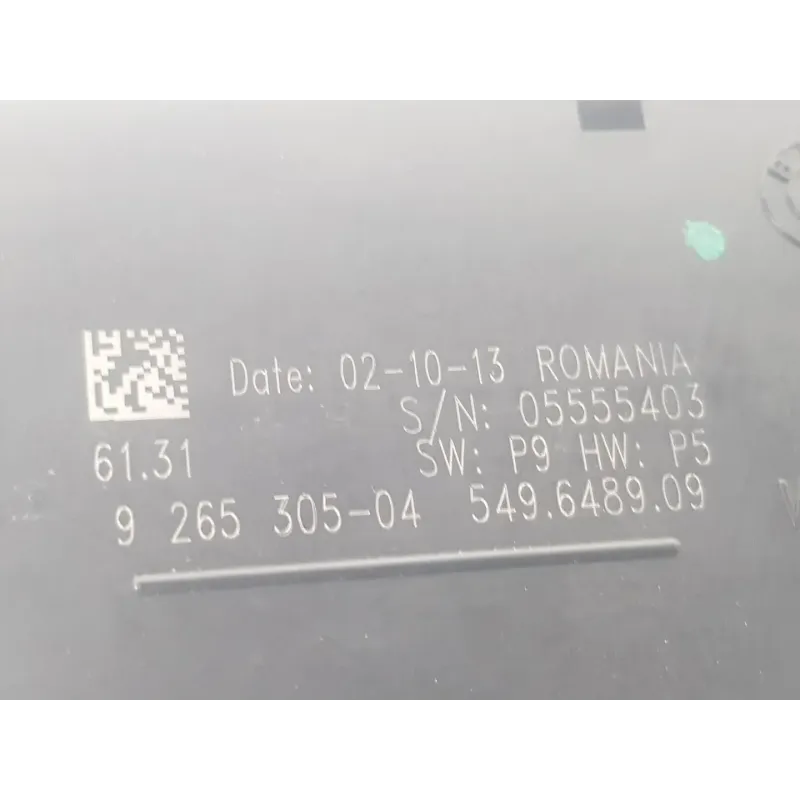 Date: 02-10-13 ROMANIA
S/N: 05555403
61.31 SW: P9 HW: P5
9 265 305-04 549.6489.09